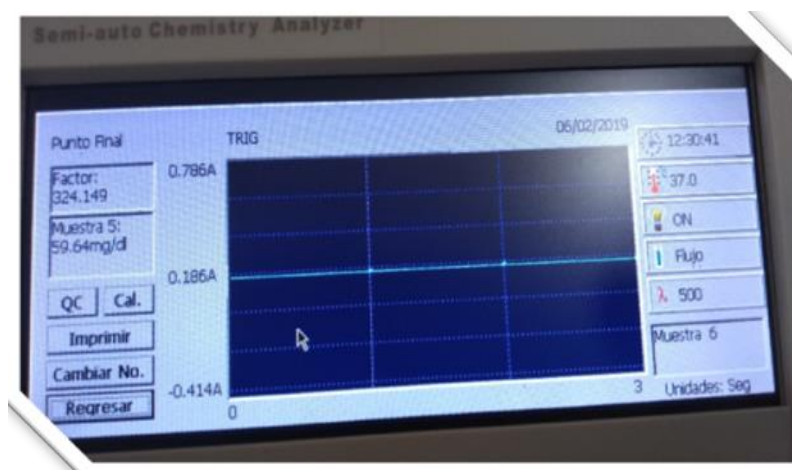 Semi-auto Chemistry Analyzer
Punto Final
TRIG
06/02/2019
12:30:41
Factor:
324.149
0.786A
37.0
Muestra 5:
59.64mg/dl
ON
0.186A
Flujo
QC
Cal.
λ 500
Imprimir
Muestra 6
Cambiar No.
-0.414A
Regresar
0
3
Unidades: Seg